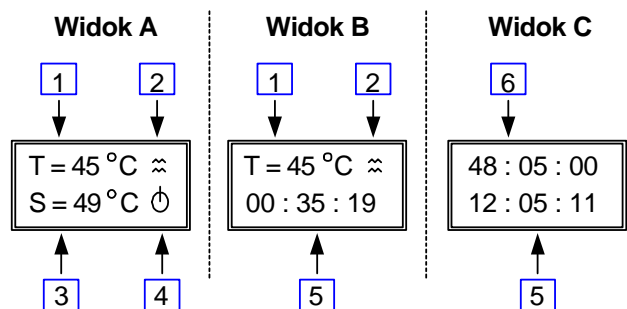 Widok A Widok B Widok C
1 2 1 2 6
T = 45 °C ≈ T = 45 °C ≈ 48 : 05 : 00
S = 49 °C 00 : 35 : 19 12 : 05 : 11
3 4 5 5